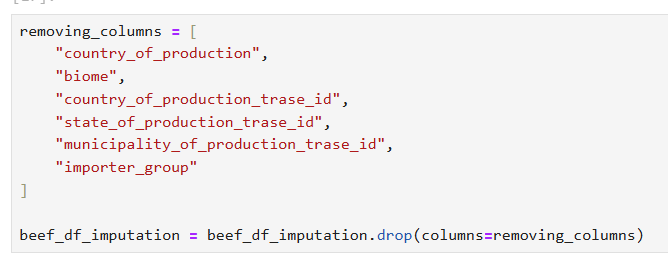 removing_columns = [
    "country_of_production",
    "biome",
    "country_of_production_trase_id",
    "state_of_production_trase_id",
    "municipality_of_production_trase_id",
    "importer_group"
]
beef_df_imputation = beef_df_imputation.drop(columns=removing_columns)